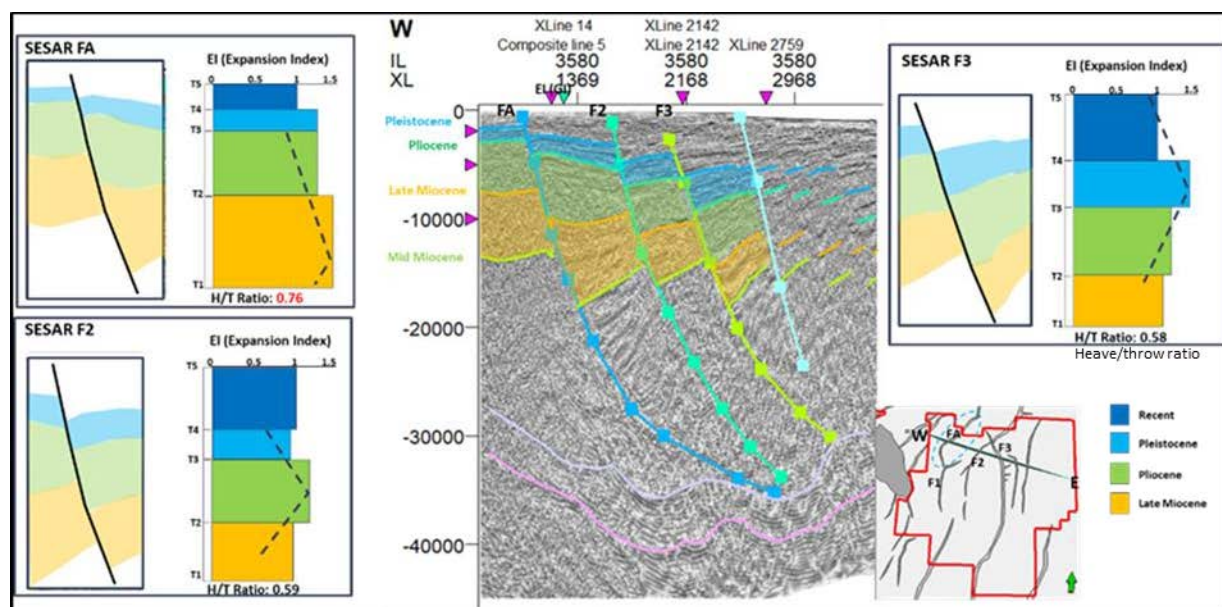 SESAR FA
EI (Expansion Index)
0 0.5 1 1.5
T5
T4
T3
T2
T1
H/T Ratio: 0.76
SESAR F2
EI (Expansion Index)
0 0.5 1 1.5
T5
T4
T3
T2
T1
H/T Ratio: 0.59
W
XLine 14 XLine 2142
Composite line 5 XLine 2142 XLine 2759
IL 3580 3580 3580
XL 1369 2168 2968
EL(GI)
0 FA F2 F3
Pleistocene
Pliocene
Late Miocene
-10000
Mid Miocene
-20000
-30000
-40000
SESAR F3
EI (Expansion Index)
0 0.5 1 1.5
T5
T4
T3
T2
T1
H/T Ratio: 0.58
Heave/throw ratio
W
FA
F3
F2
F1
E
Recent
Pleistocene
Pliocene
Late Miocene